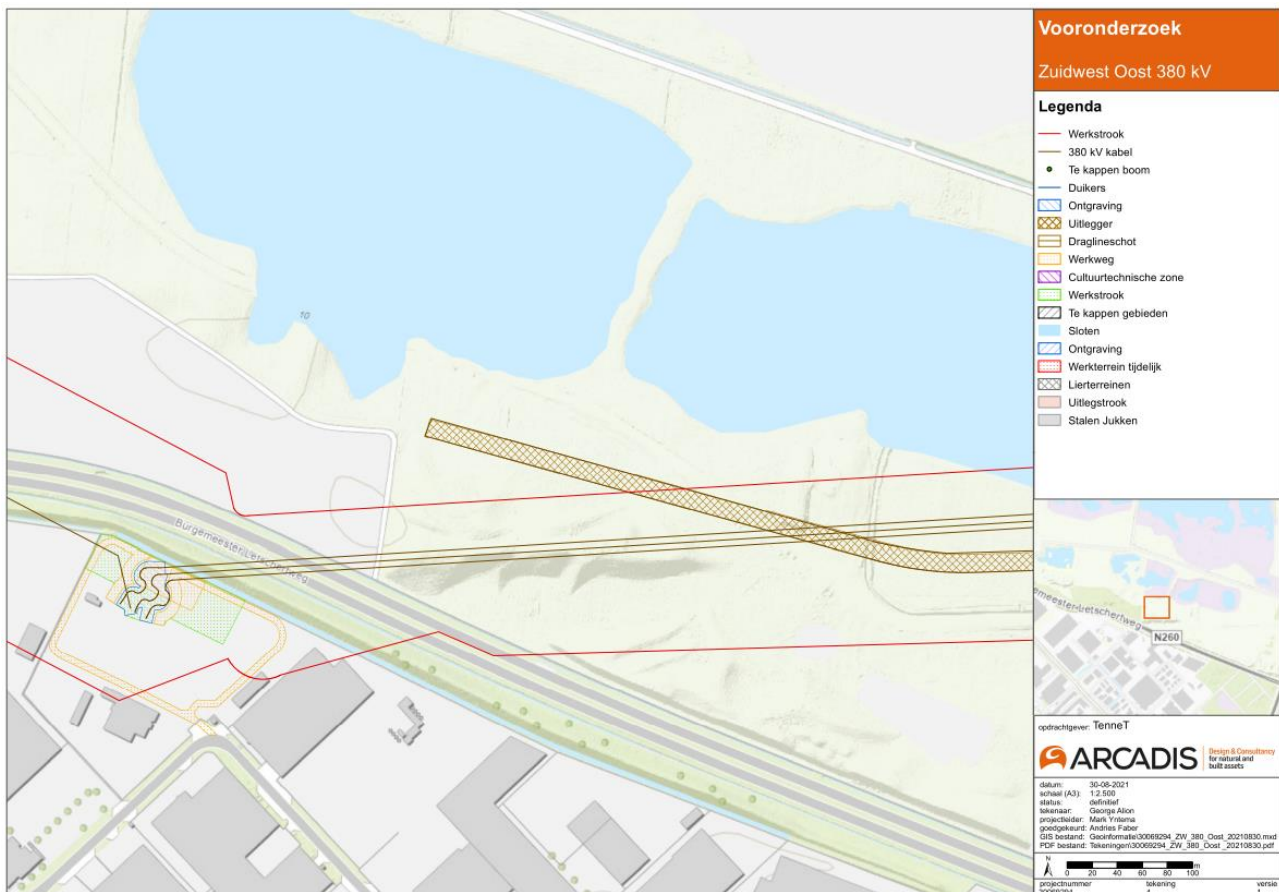 Vooronderzoek
Zuidwest Oost 380 kV
Legenda
Werkstrook
380 kV kabel
Te kappen boom
Duikers
Ontgraving
Uitlegger
Draglineschot
Werkweg
Cultuurtechnische zone
Werkstrook
Te kappen gebieden
Sloten
Ontgraving
Werkterrein tijdelijk
Lierterreinen
Uitlegstrook
Stalen Jukken
10
Burgemeester Letschertweg
emeester-Letschertweg
N260
opdrachtgever: TenneT
ARCADIS
Design & Consultancy
for natural and
built assets
datum: 30-08-2021
schaal (A3): 1:2.500
status: definitief
tekenaar: George Alion
projectleider: Mark Yntema
goedgekeurd: Andries Faber
GIS bestand: Geoinformatie\30069294_ZW_380_Oost_20210830.mxd
PDF bestand: Tekeningen\30069294_ZW_380_Oost_20210830.pdf
N
m
0 20 40 60 80 100
projectnummer tekening versie